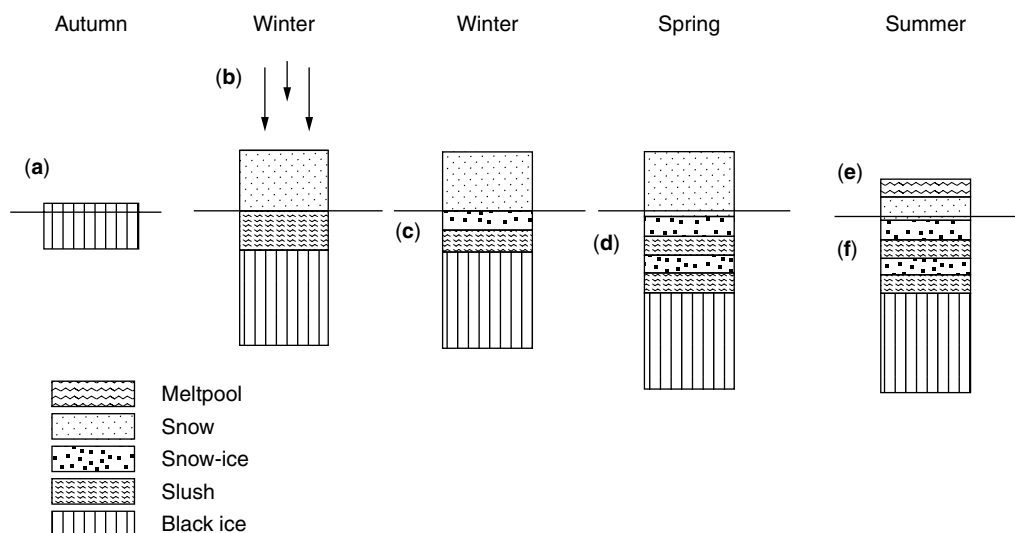 Autumn Winter Winter Spring Summer
(b)
(a)
(e)
(c)
(d)
(f)
Meltpool
Snow
Snow-ice
Slush
Black ice